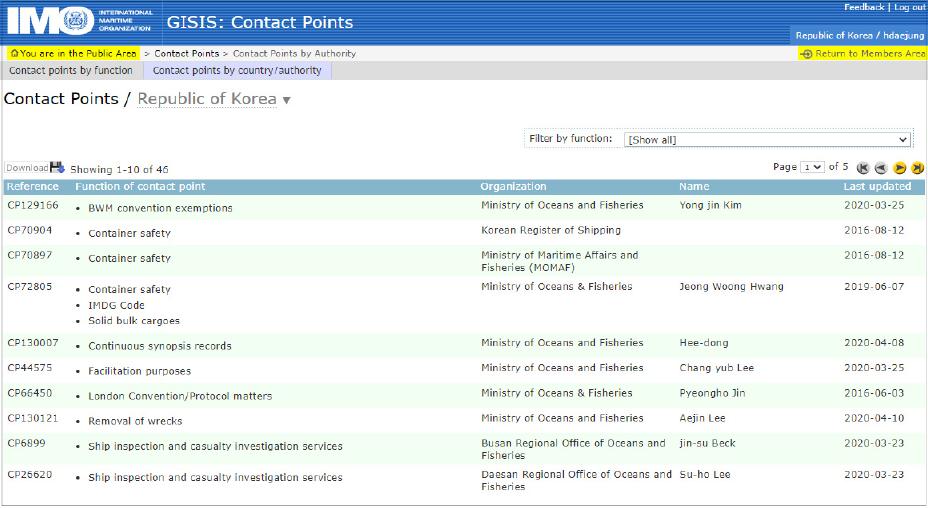 Feedback | Log out
IMO INTERNATIONAL MARITIME ORGANIZATION
GISIS: Contact Points
Republic of Korea / hdaejung
You are in the Public Area > Contact Points > Contact Points by Authority
Return to Members Area
Contact points by function Contact points by country/authority
Contact Points / Republic of Korea ▼
Filter by function: [Show all]
Download Showing 1-10 of 46
Page 1 of 5
Reference Function of contact point Organization Name Last updated
CP129166 • BWM convention exemptions Ministry of Oceans and Fisheries Yong jin Kim 2020-03-25
CP70904 • Container safety Korean Register of Shipping 2016-08-12
CP70897 • Container safety Ministry of Maritime Affairs and 2016-08-12
Fisheries (MOMAF)
CP72805 • Container safety Ministry of Oceans & Fisheries Jeong Woong Hwang 2019-06-07
• IMDG Code
• Solid bulk cargoes
CP130007 • Continuous synopsis records Ministry of Oceans and Fisheries Hee-dong 2020-04-08
CP44575 • Facilitation purposes Ministry of Oceans and Fisheries Chang yub Lee 2020-03-25
CP66450 • London Convention/Protocol matters Ministry of Oceans & Fisheries Pyeongho Jin 2016-06-03
CP130121 • Removal of wrecks Ministry of Oceans and Fisheries Aejin Lee 2020-04-10
CP6899 • Ship inspection and casualty investigation services Busan Regional Office of Oceans and jin-su Beck 2020-03-23
Fisheries
CP26620 • Ship inspection and casualty investigation services Daesan Regional Office of Oceans and Su-ho Lee 2020-03-23
Fisheries